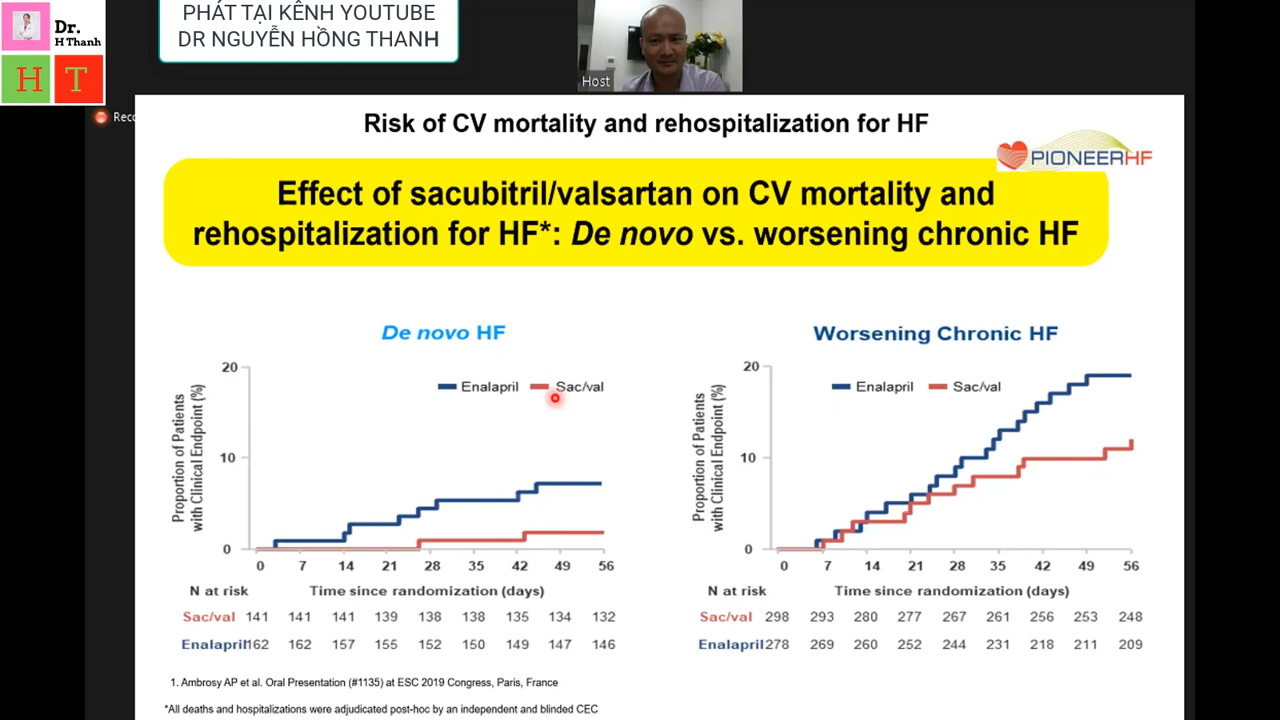 PHÁT TẠI KÊNH YOUTUBE
DR NGUYỄN HỒNG THANH
Dr.
H Thanh
H T
Host
Risk of CV mortality and rehospitalization for HF
PIONEERHF
Effect of sacubitril/valsartan on CV mortality and
rehospitalization for HF*: De novo vs. worsening chronic HF
De novo HF
Proportion of Patients
with Clinical Endpoint (%)
20
10
0
Enalapril Sac/val
0 7 14 21 28 35 42 49 56
N at risk Time since randomization (days)
Sac/val 141 141 141 139 138 138 135 134 132
Enalapril 162 162 157 155 152 150 149 147 146
Worsening Chronic HF
Proportion of Patients
with Clinical Endpoint (%)
20
10
0
Enalapril Sac/val
0 7 14 21 28 35 42 49 56
N at risk Time since randomization (days)
Sac/val 298 293 280 277 267 261 256 253 248
Enalapril 278 269 260 252 244 231 218 211 209
1. Ambrosy AP et al. Oral Presentation (#1135) at ESC 2019 Congress, Paris, France
*All deaths and hospitalizations were adjudicated post-hoc by an independent and blinded CEC